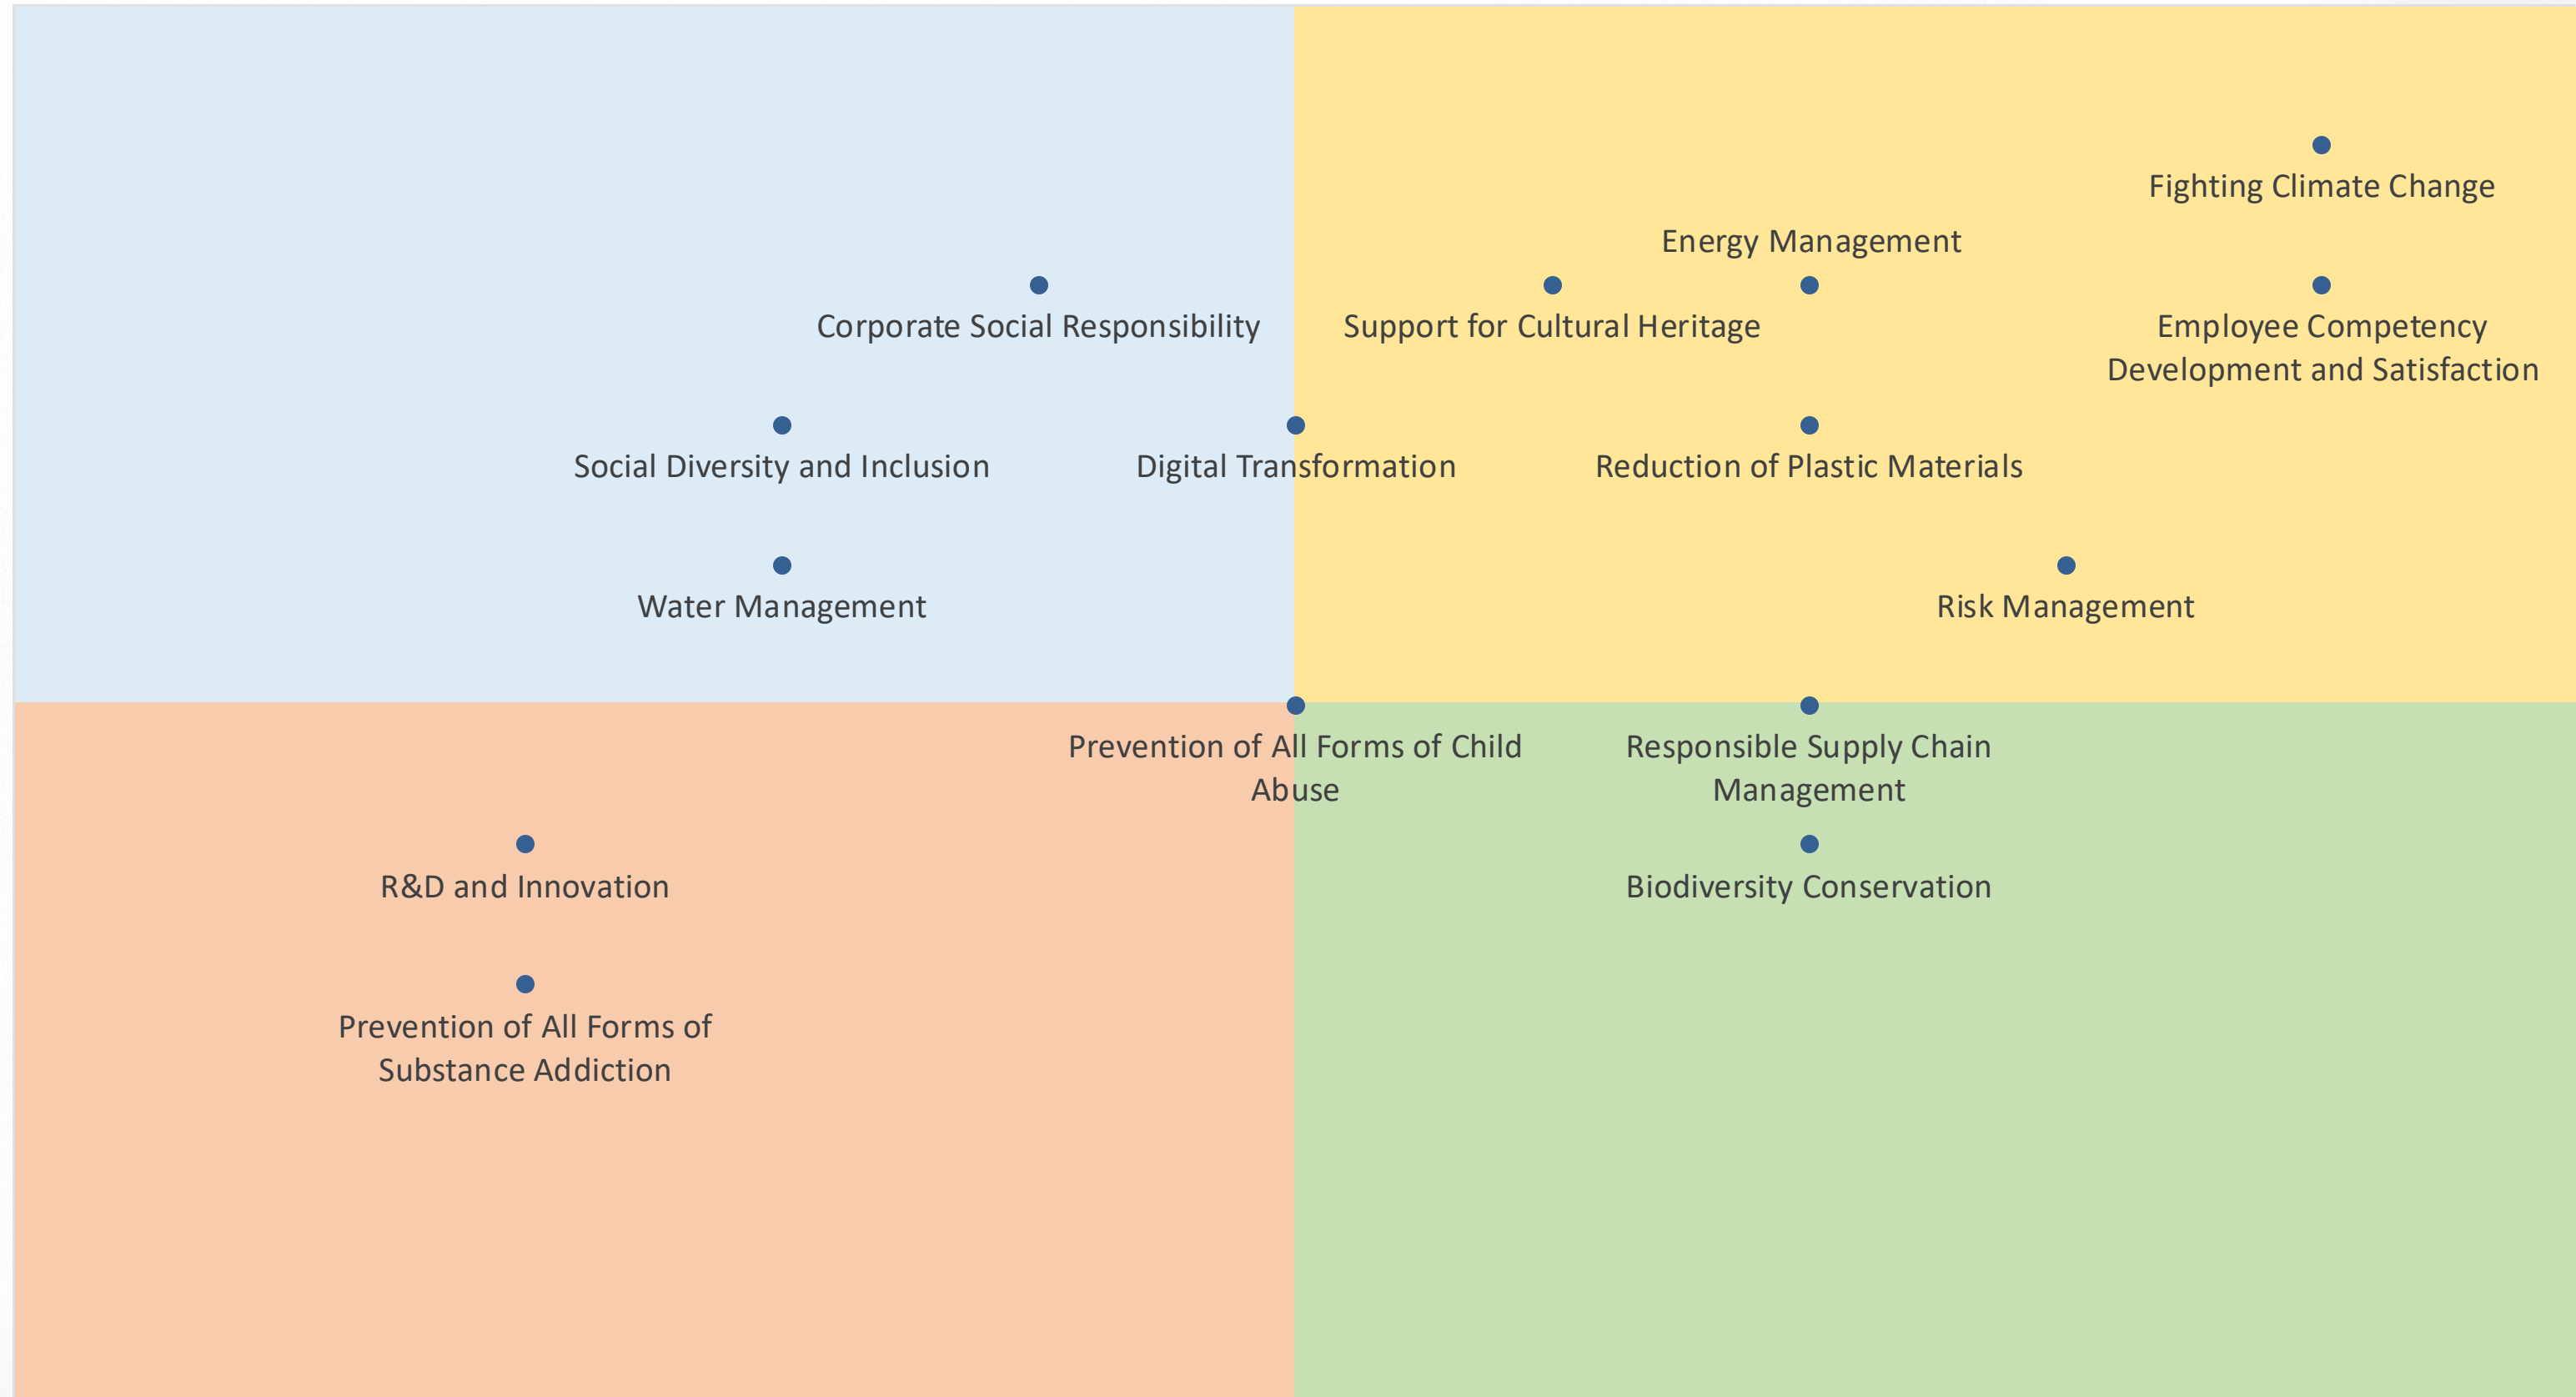 Fighting Climate Change
Energy Management
Corporate Social Responsibility
Support for Cultural Heritage
Employee Competency
Development and Satisfaction
Social Diversity and Inclusion
Digital Transformation
Reduction of Plastic Materials
Water Management
Risk Management
Prevention of All Forms of Child
Abuse
Responsible Supply Chain
Management
R&D and Innovation
Biodiversity Conservation
Prevention of All Forms of
Substance Addiction